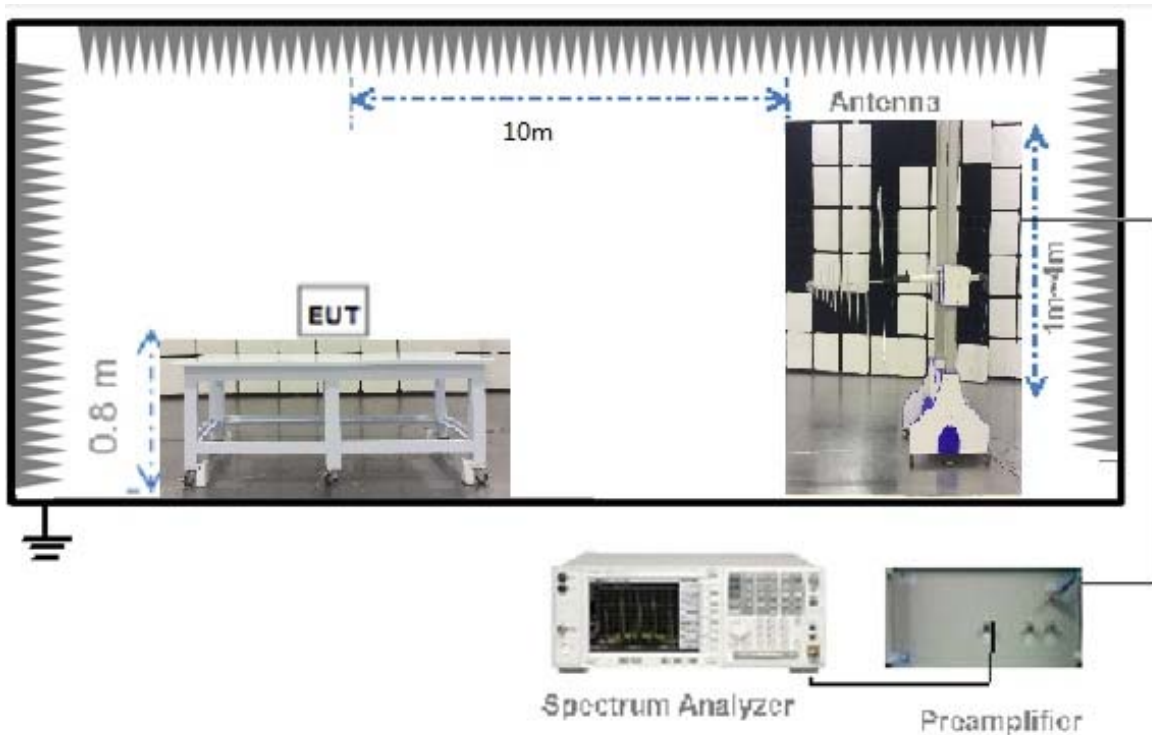 Antenna
10m
1m~4m
EUT
0.8 m
Spectrum Analyzer
Preamplifier